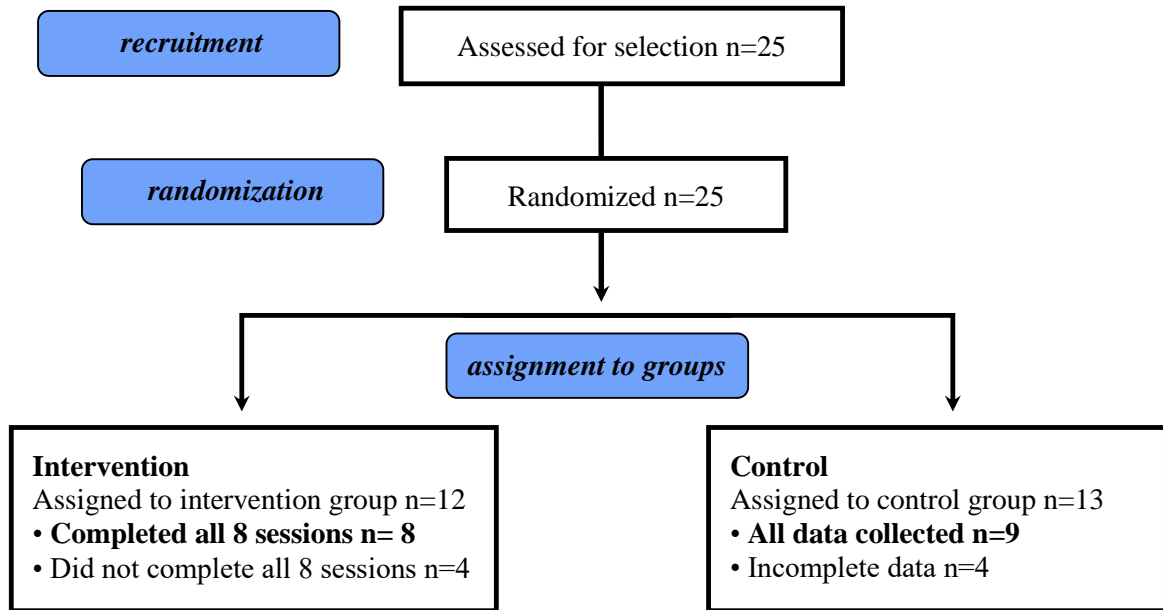 recruitment
Assessed for selection n=25
randomization
Randomized n=25
assignment to groups
Intervention
Assigned to intervention group n=12
• Completed all 8 sessions n= 8
• Did not complete all 8 sessions n=4
Control
Assigned to control group n=13
• All data collected n=9
• Incomplete data n=4